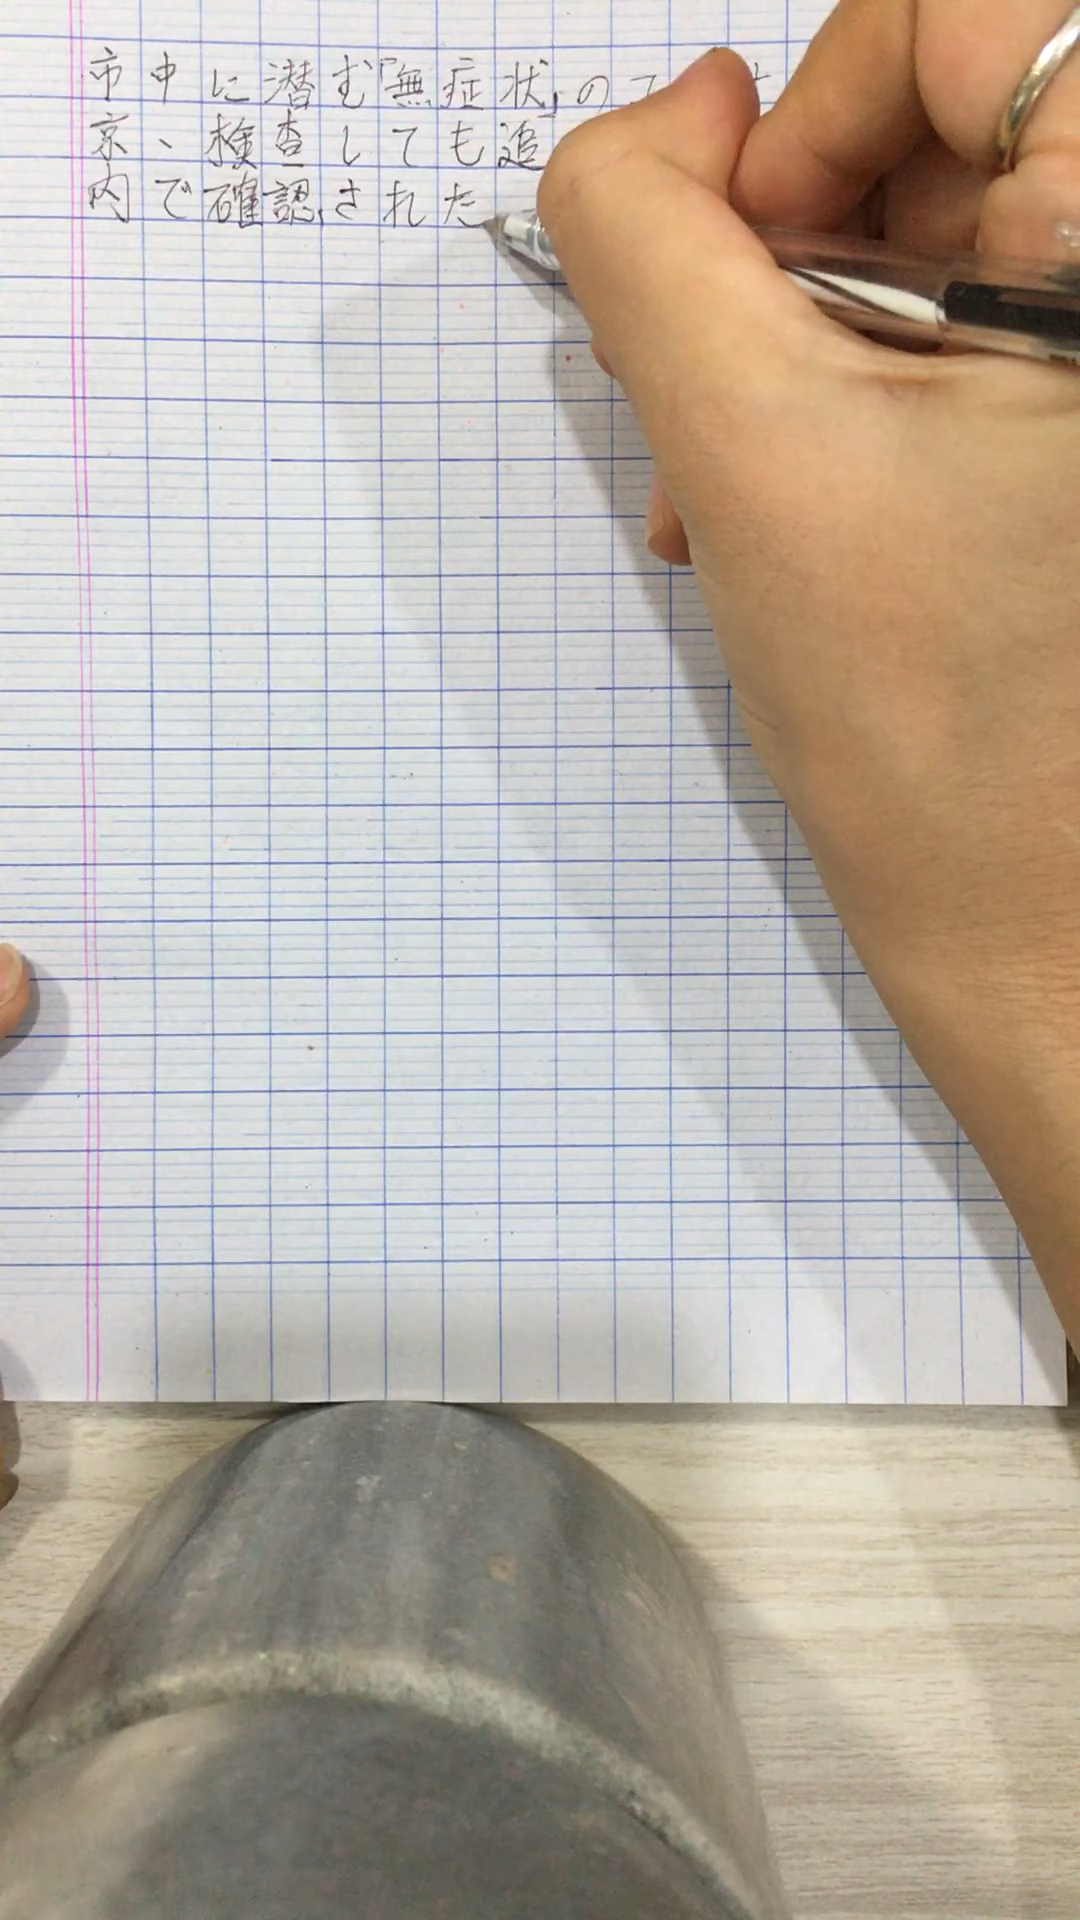 市中に潜む「無症状」の
京、検査しても追
内で確認された